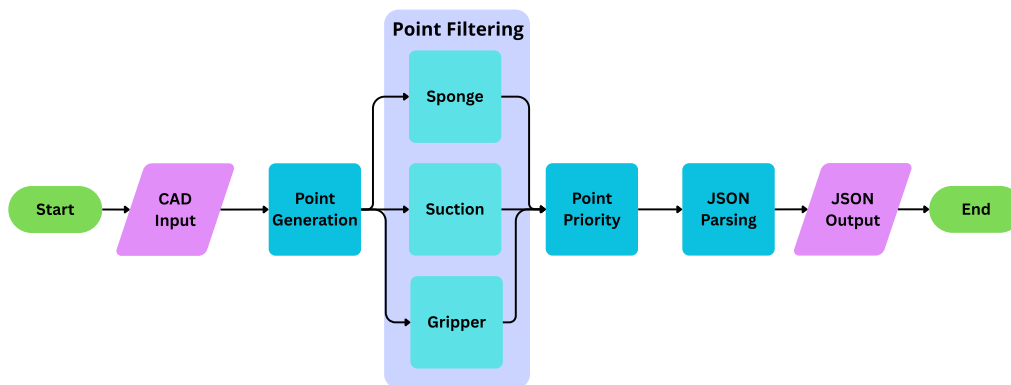 Point Filtering
Start
CAD
Input
Point
Generation
Sponge
Suction
Gripper
Point
Priority
JSON
Parsing
JSON
Output
End